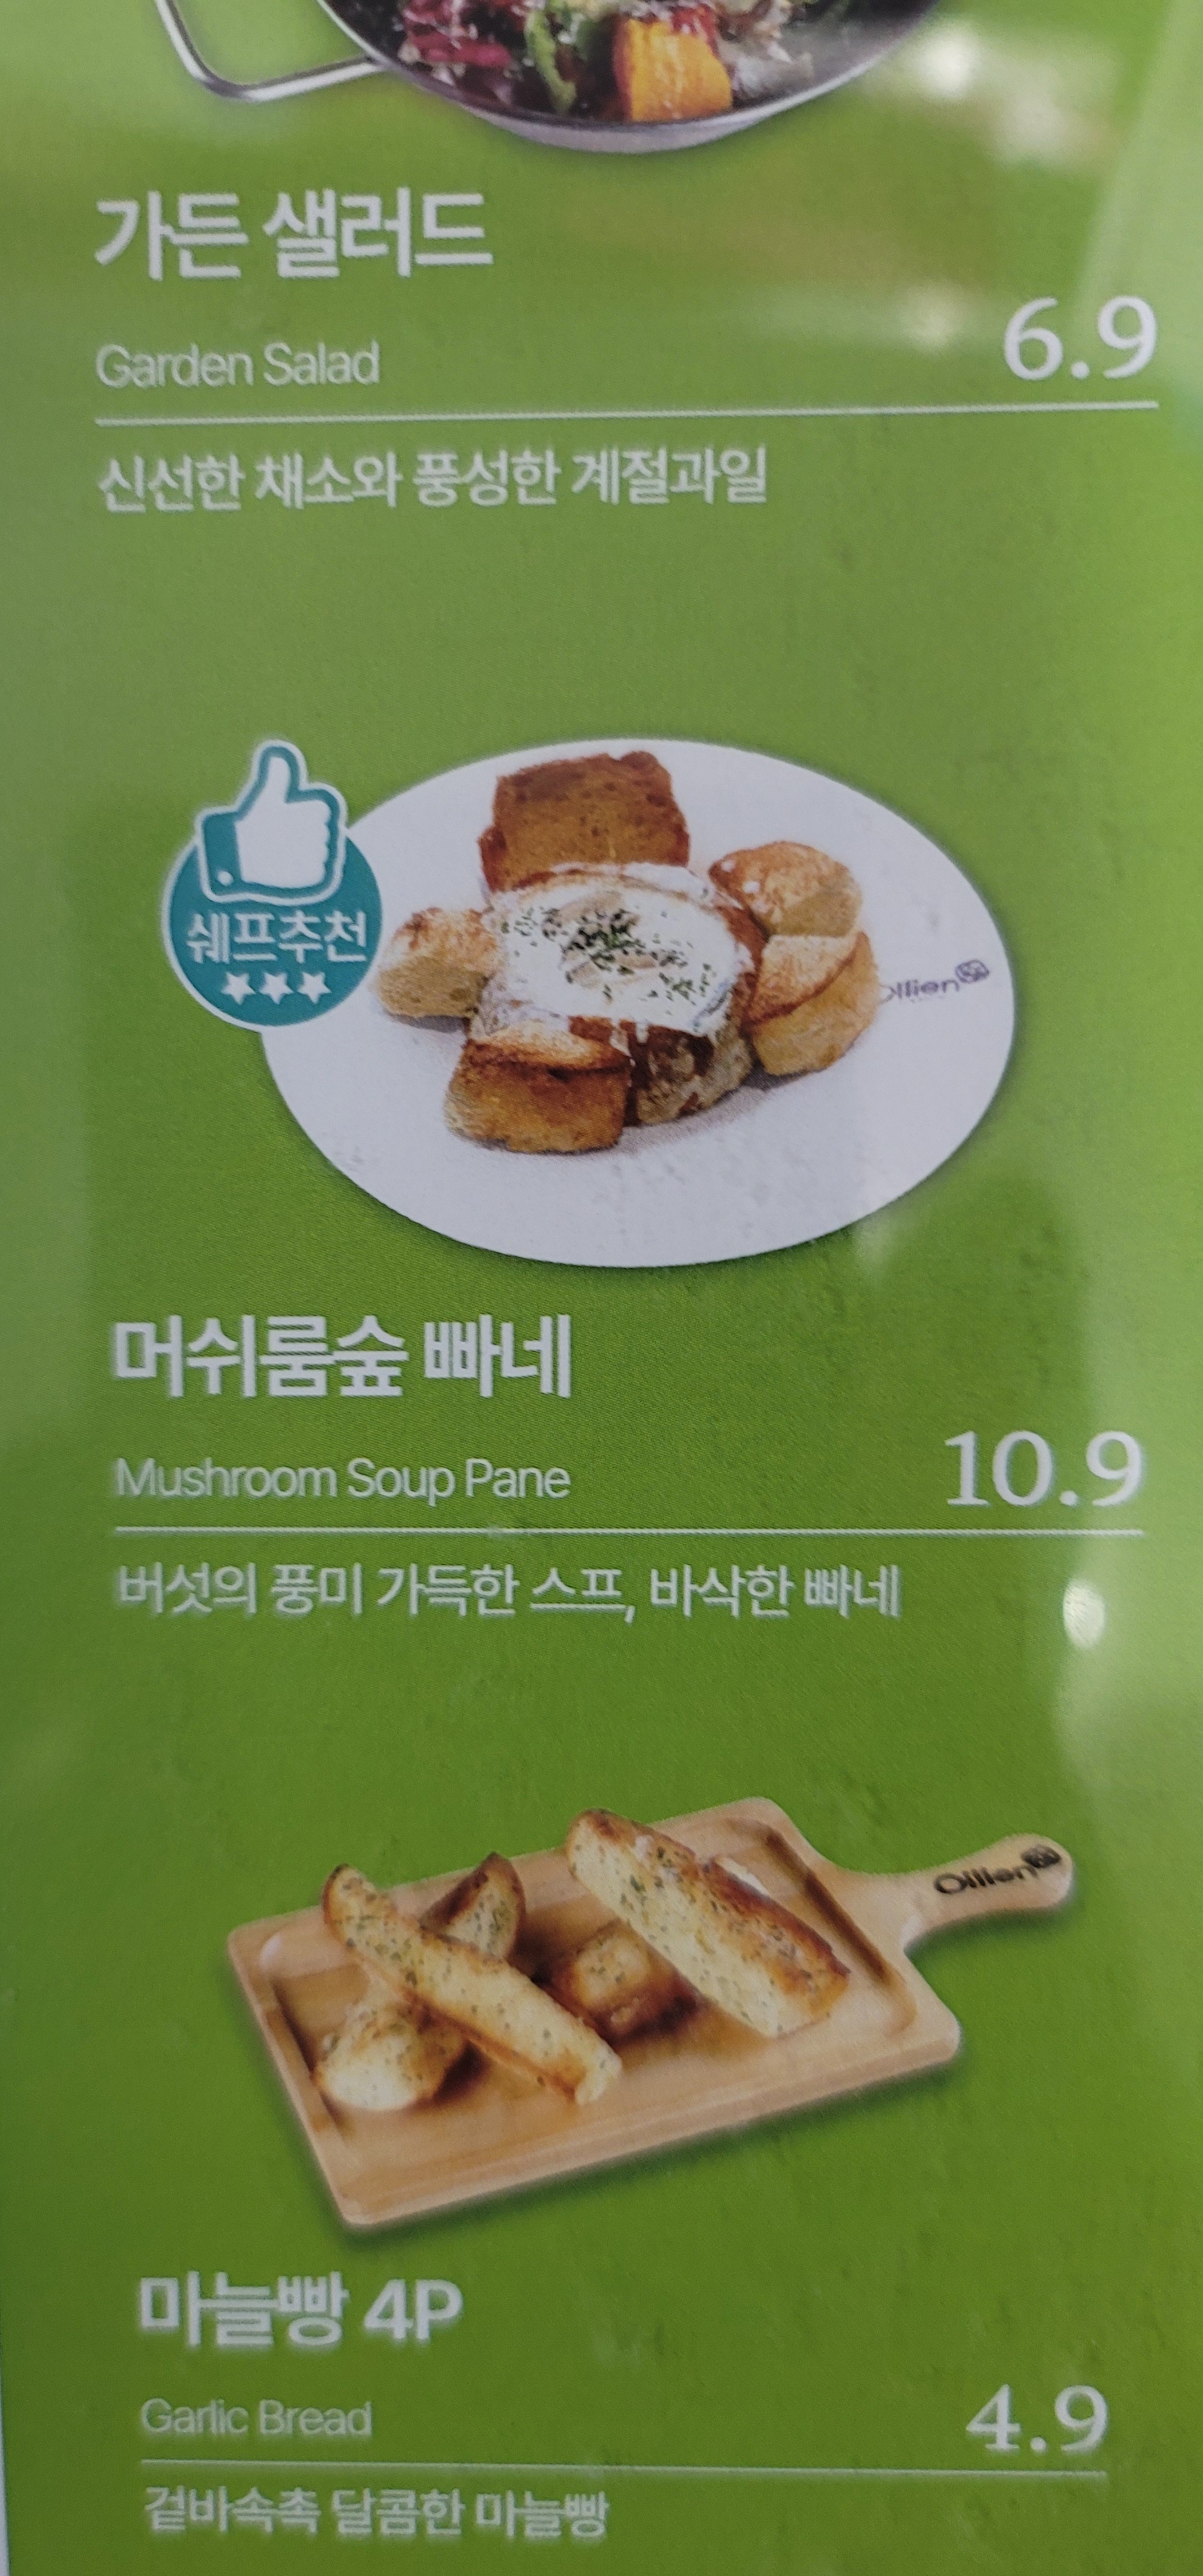 가든 샐러드
Garden Salad
6.9
신선한 채소와 풍성한 계절과일
쉐프추천
Ollien
머쉬룸숲 빠네
Mushroom Soup Pane
10.9
버섯의 풍미 가득한 스프, 바삭한 빠네
Ollien
마늘빵 4P
Garlic Bread
4.9
겉바속촉 달콤한 마늘빵